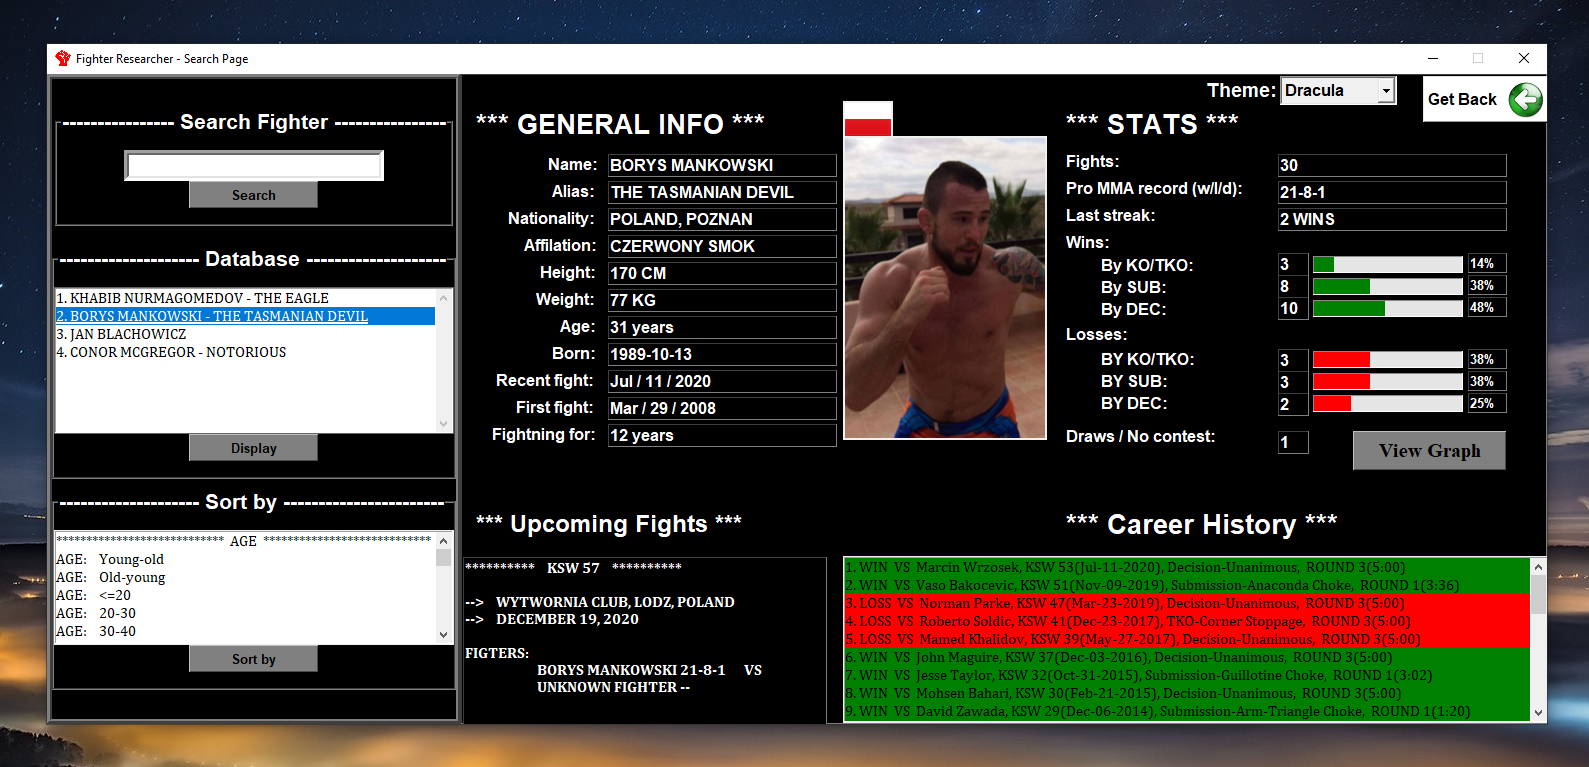 Fighter Researcher - Search Page
Theme: Dracula
Get Back
----------------- Search Fighter -----------------
Search
--------------------- Database ---------------------
1. KHABIB NURMAGOMEDOV - THE EAGLE
2. BORYS MANKOWSKI - THE TASMANIAN DEVIL
3. JAN BLACHOWICZ
4. CONOR MCGREGOR - NOTORIOUS
Display
--------------------- Sort by ------------------------
**************************** AGE ****************************
AGE: Young-old
AGE: Old-young
AGE: <=20
AGE: 20-30
AGE: 30-40
Sort by
*** GENERAL INFO ***
Name: BORYS MANKOWSKI
Alias: THE TASMANIAN DEVIL
Nationality: POLAND, POZNAN
Affilation: CZERWONY SMOK
Height: 170 CM
Weight: 77 KG
Age: 31 years
Born: 1989-10-13
Recent fight: Jul / 11 / 2020
First fight: Mar / 29 / 2008
Fightning for: 12 years
*** STATS ***
Fights: 30
Pro MMA record (w/l/d): 21-8-1
Last streak: 2 WINS
Wins:
By KO/TKO: 3 14%
By SUB: 8 38%
By DEC: 10 48%
Losses:
BY KO/TKO: 3 38%
BY SUB: 3 38%
BY DEC: 2 25%
Draws / No contest: 1
View Graph
*** Upcoming Fights ***
********** KSW 57 **********
--> WYTWORNIA CLUB, LODZ, POLAND
--> DECEMBER 19, 2020
FIGTERS:
BORYS MANKOWSKI 21-8-1 VS
UNKNOWN FIGHTER --
*** Career History ***
1. WIN VS Marcin Wrzosek, KSW 53(Jul-11-2020), Decision-Unanimous, ROUND 3(5:00)
2. WIN VS Vaso Bakocevic, KSW 51(Nov-09-2019), Submission-Anaconda Choke, ROUND 1(3:36)
3. LOSS VS Norman Parke, KSW 47(Mar-23-2019), Decision-Unanimous, ROUND 3(5:00)
4. LOSS VS Roberto Soldic, KSW 41(Dec-23-2017), TKO-Corner Stoppage, ROUND 3(5:00)
5. LOSS VS Mamed Khalidov, KSW 39(May-27-2017), Decision-Unanimous, ROUND 3(5:00)
6. WIN VS John Maguire, KSW 37(Dec-03-2016), Decision-Unanimous, ROUND 3(5:00)
7. WIN VS Jesse Taylor, KSW 32(Oct-31-2015), Submission-Guillotine Choke, ROUND 1(3:02)
8. WIN VS Mohsen Bahari, KSW 30(Feb-21-2015), Decision-Unanimous, ROUND 3(5:00)
9. WIN VS David Zawada, KSW 29(Dec-06-2014), Submission-Arm-Triangle Choke, ROUND 1(1:20)